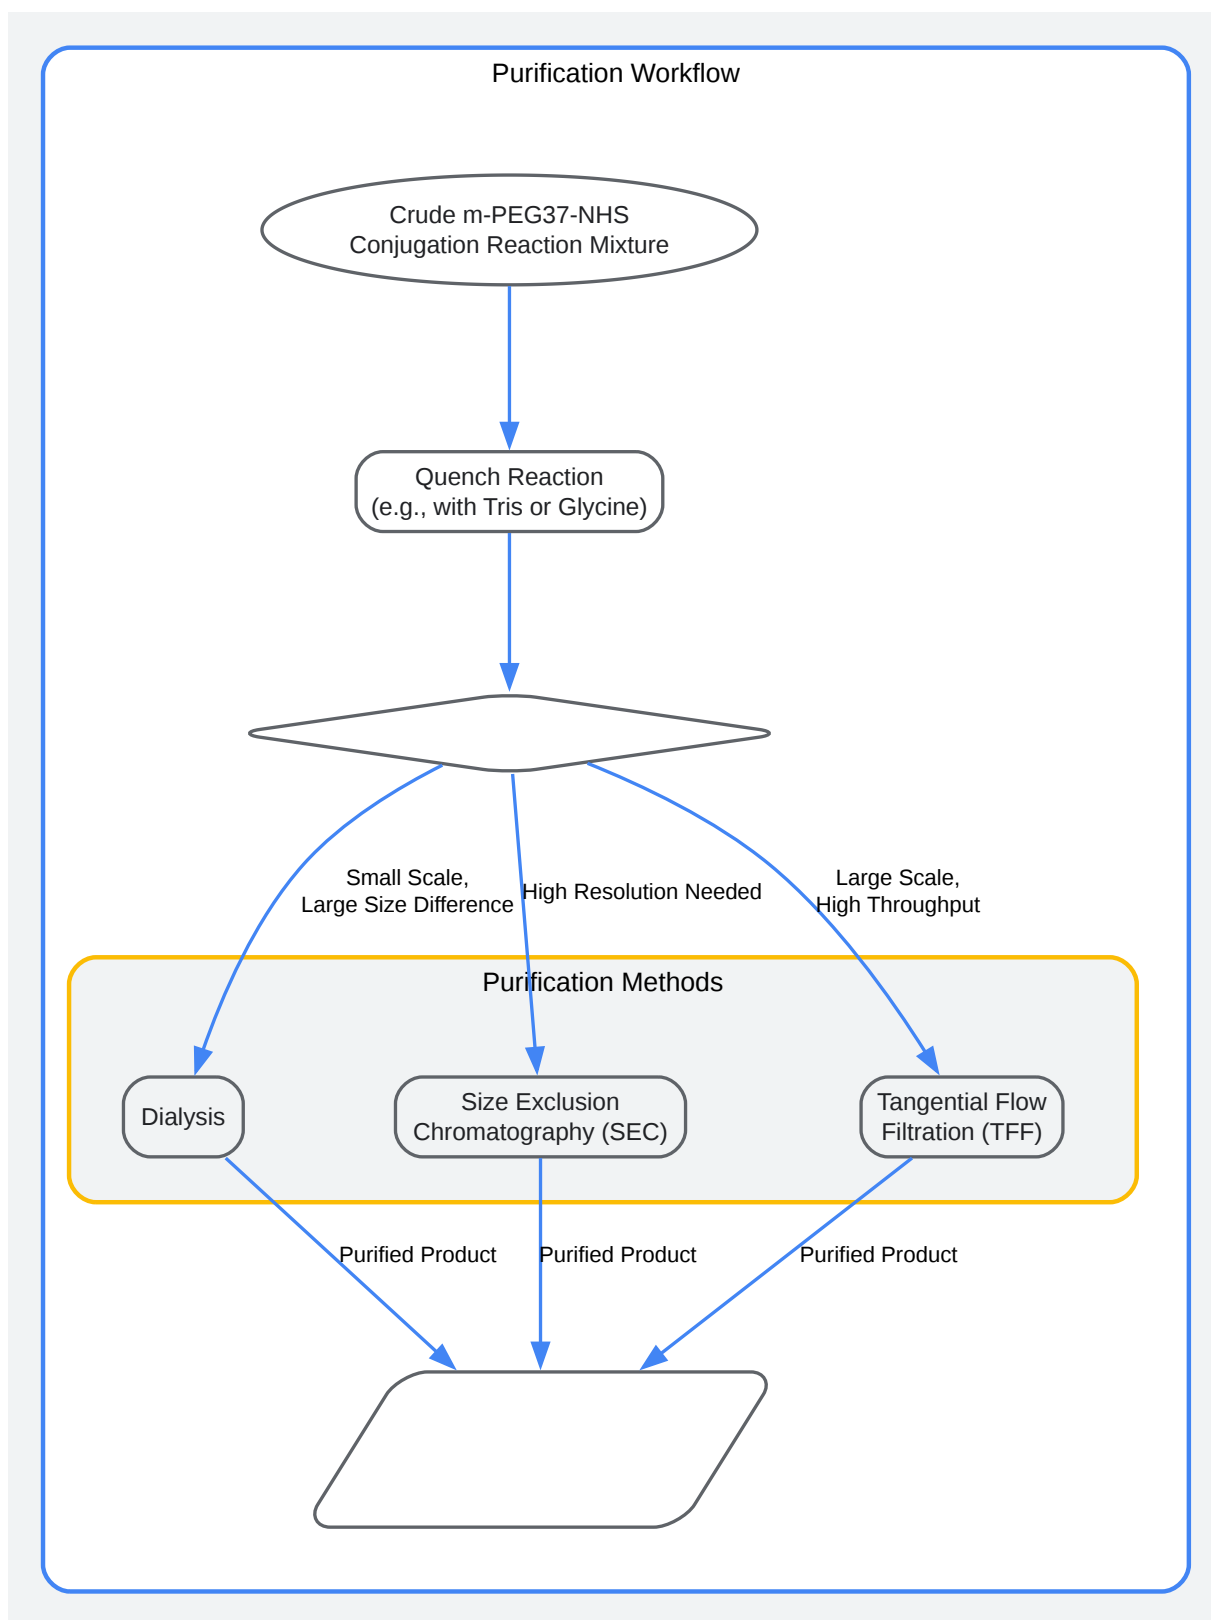 Purification Workflow
Crude m-PEG37-NHS
Conjugation Reaction Mixture
Quench Reaction
(e.g., with Tris or Glycine)
Small Scale,
Large Size Difference
High Resolution Needed
Large Scale,
High Throughput
Purification Methods
Dialysis
Size Exclusion
Chromatography (SEC)
Tangential Flow
Filtration (TFF)
Purified Product
Purified Product
Purified Product